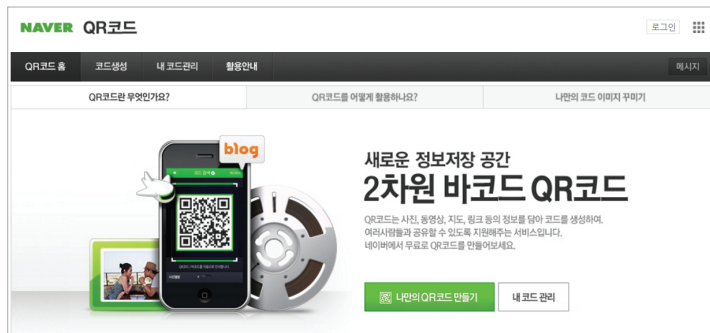 NAVER QR코드
로그인
QR코드 홈 코드생성 내 코드관리 활용안내 메시지
QR코드란 무엇인가요? QR코드를 어떻게 활용하나요? 나만의 코드 이미지 꾸미기
blog
코드 검색
새로운 정보저장 공간
2차원 바코드 QR코드
QR코드는 사진, 동영상, 지도, 링크 등의 정보를 담아 코드를 생성하여,
여러사람들과 공유할 수 있도록 지원해주는 서비스입니다.
네이버에서 무료로 QR코드를 만들어보세요.
나만의 QR코드 만들기 내 코드 관리